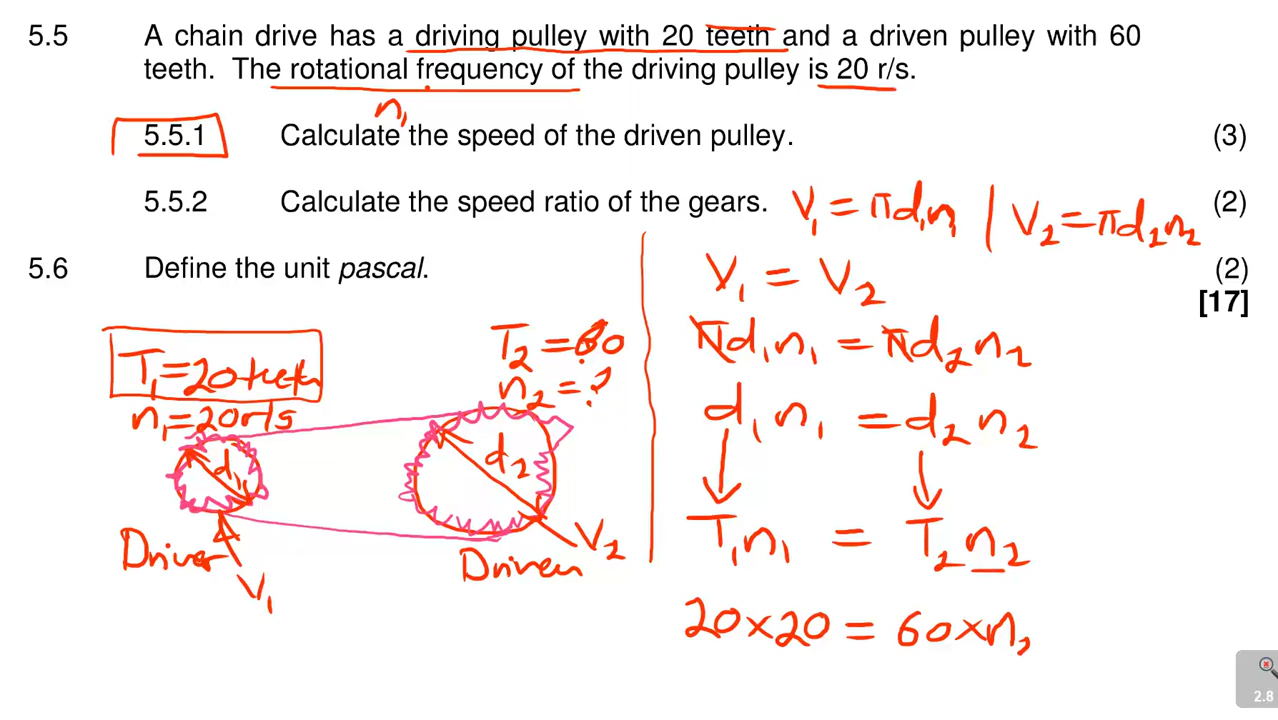 5.5 A chain drive has a driving pulley with 20 teeth and a driven pulley with 60
teeth. The rotational frequency of the driving pulley is 20 r/s.
n₁
5.5.1 Calculate the speed of the driven pulley. (3)
5.5.2 Calculate the speed ratio of the gears. (2)
V₁ = πd₁n₁ | V₂ = πd₂n₂
5.6 Define the unit pascal. (2)
[17]
T₁ = 20 teeth
n₁ = 20 r/s
d₁
Driver
V₁
T₂ = 60
n₂ = ?
d₂
V₂
Driven
V₁ = V₂
πd₁n₁ = πd₂n₂
d₁n₁ = d₂n₂
T₁n₁ = T₂n₂
20 × 20 = 60 × n₂
2.8